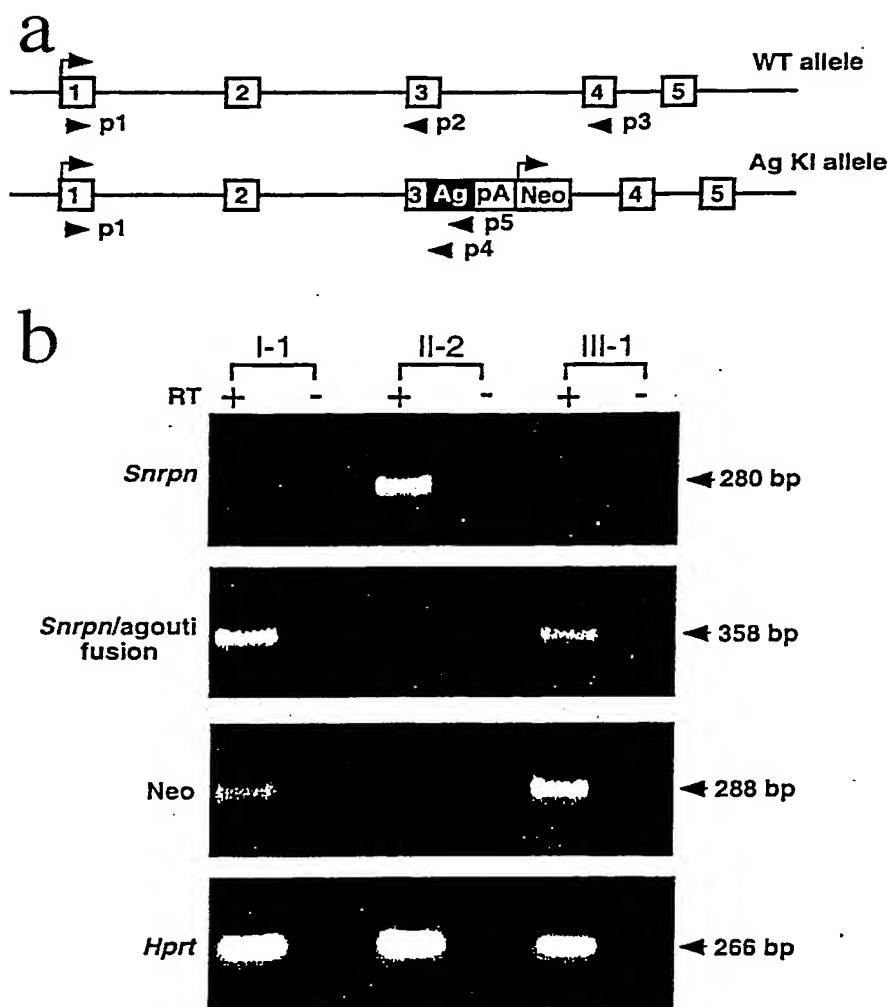 a
WT allele
1 2 3 4 5
p1 p2 p3
Ag KI allele
1 2 3 Ag pA Neo 4 5
p1 p5
p4
b
I-1 II-2 III-1
RT + - + - + -
Snrpn 280 bp
Snrpn/agouti
fusion 358 bp
Neo 288 bp
Hprt 266 bp